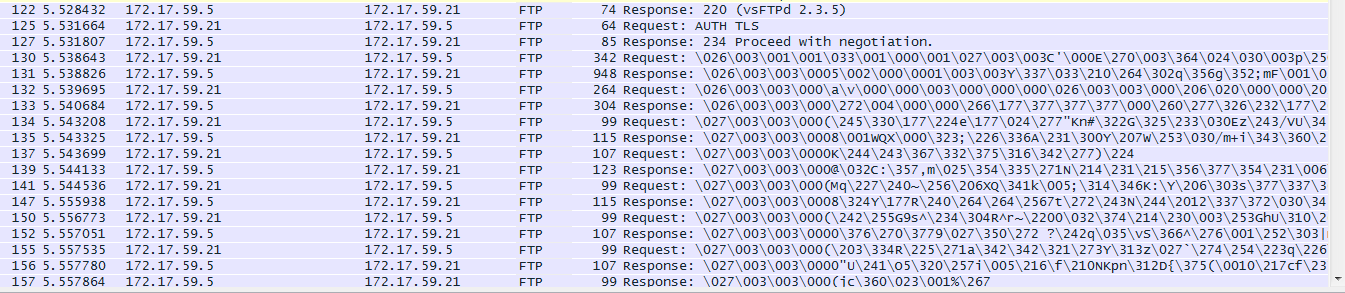 122 5.528432 172.17.59.5 172.17.59.21 FTP 74 Response: 220 (vsFTPd 2.3.5)
125 5.531664 172.17.59.21 172.17.59.5 FTP 64 Request: AUTH TLS
127 5.531807 172.17.59.5 172.17.59.21 FTP 85 Response: 234 Proceed with negotiation.
130 5.538643 172.17.59.21 172.17.59.5 FTP 342 Request: \026\003\001\001\033\001\000\001\027\003\003C'\000E\270\003\364\024\030\003p\25
131 5.538826 172.17.59.5 172.17.59.21 FTP 948 Response: \026\003\003\0005\002\000\0001\003\003Y\337\033\210\264\302q\356g\352;mF\001\0
132 5.539695 172.17.59.21 172.17.59.5 FTP 264 Request: \026\003\003\000\a\v\000\000\003\000\000\000\026\003\003\000\206\020\000\000\20
133 5.540684 172.17.59.5 172.17.59.21 FTP 304 Response: \026\003\003\000\272\004\000\000\266\177\377\377\377\000\260\277\326\232\177\2
134 5.543208 172.17.59.21 172.17.59.5 FTP 99 Request: \027\003\003\000(\245\330\177\224e\177\024\277"Kn#\322G\325\233\030Ez\243/VU\34
135 5.543325 172.17.59.5 172.17.59.21 FTP 115 Response: \027\003\003\0008\001WQX\000\323;\226\336A\231\300Y\207W\253\030/m+i\343\360\2
137 5.543699 172.17.59.21 172.17.59.5 FTP 107 Request: \027\003\003\0000K\244\243\367\332\375\316\342\277)\224
139 5.544133 172.17.59.5 172.17.59.21 FTP 123 Response: \027\003\003\000@\032C:\357,m\025\354\335\271N\214\231\215\356\377\354\231\006
141 5.544536 172.17.59.21 172.17.59.5 FTP 99 Request: \027\003\003\000(Mq\227\240~\256\206XQ\341k\005;\314\346K:\Y\206\303s\377\337\3
147 5.555938 172.17.59.5 172.17.59.21 FTP 115 Response: \027\003\003\0008\324Y\177R\240\264\264\2567t\272\243N\244\2012\337\372\030\34
150 5.556773 172.17.59.21 172.17.59.5 FTP 99 Request: \027\003\003\000(\242\255G9s^\234\304R^r~\2200\032\374\214\230\003\253GhU\310\2
152 5.557051 172.17.59.5 172.17.59.21 FTP 107 Response: \027\003\003\0000\376\270\3779\027\350\272 ?\242q\035\vS\366^\276\001\252\303|
155 5.557535 172.17.59.21 172.17.59.5 FTP 99 Request: \027\003\003\000(\203\334R\225\271a\342\342\321\273Y\313z\027`\274\254\223q\226
156 5.557780 172.17.59.5 172.17.59.21 FTP 107 Response: \027\003\003\0000"U\241\o5\320\257i\005\216\f\210NKpn\312D{\375(\0010\217cf\23
157 5.557864 172.17.59.5 172.17.59.21 FTP 99 Response: \027\003\003\000(jc\360\023\001%\267